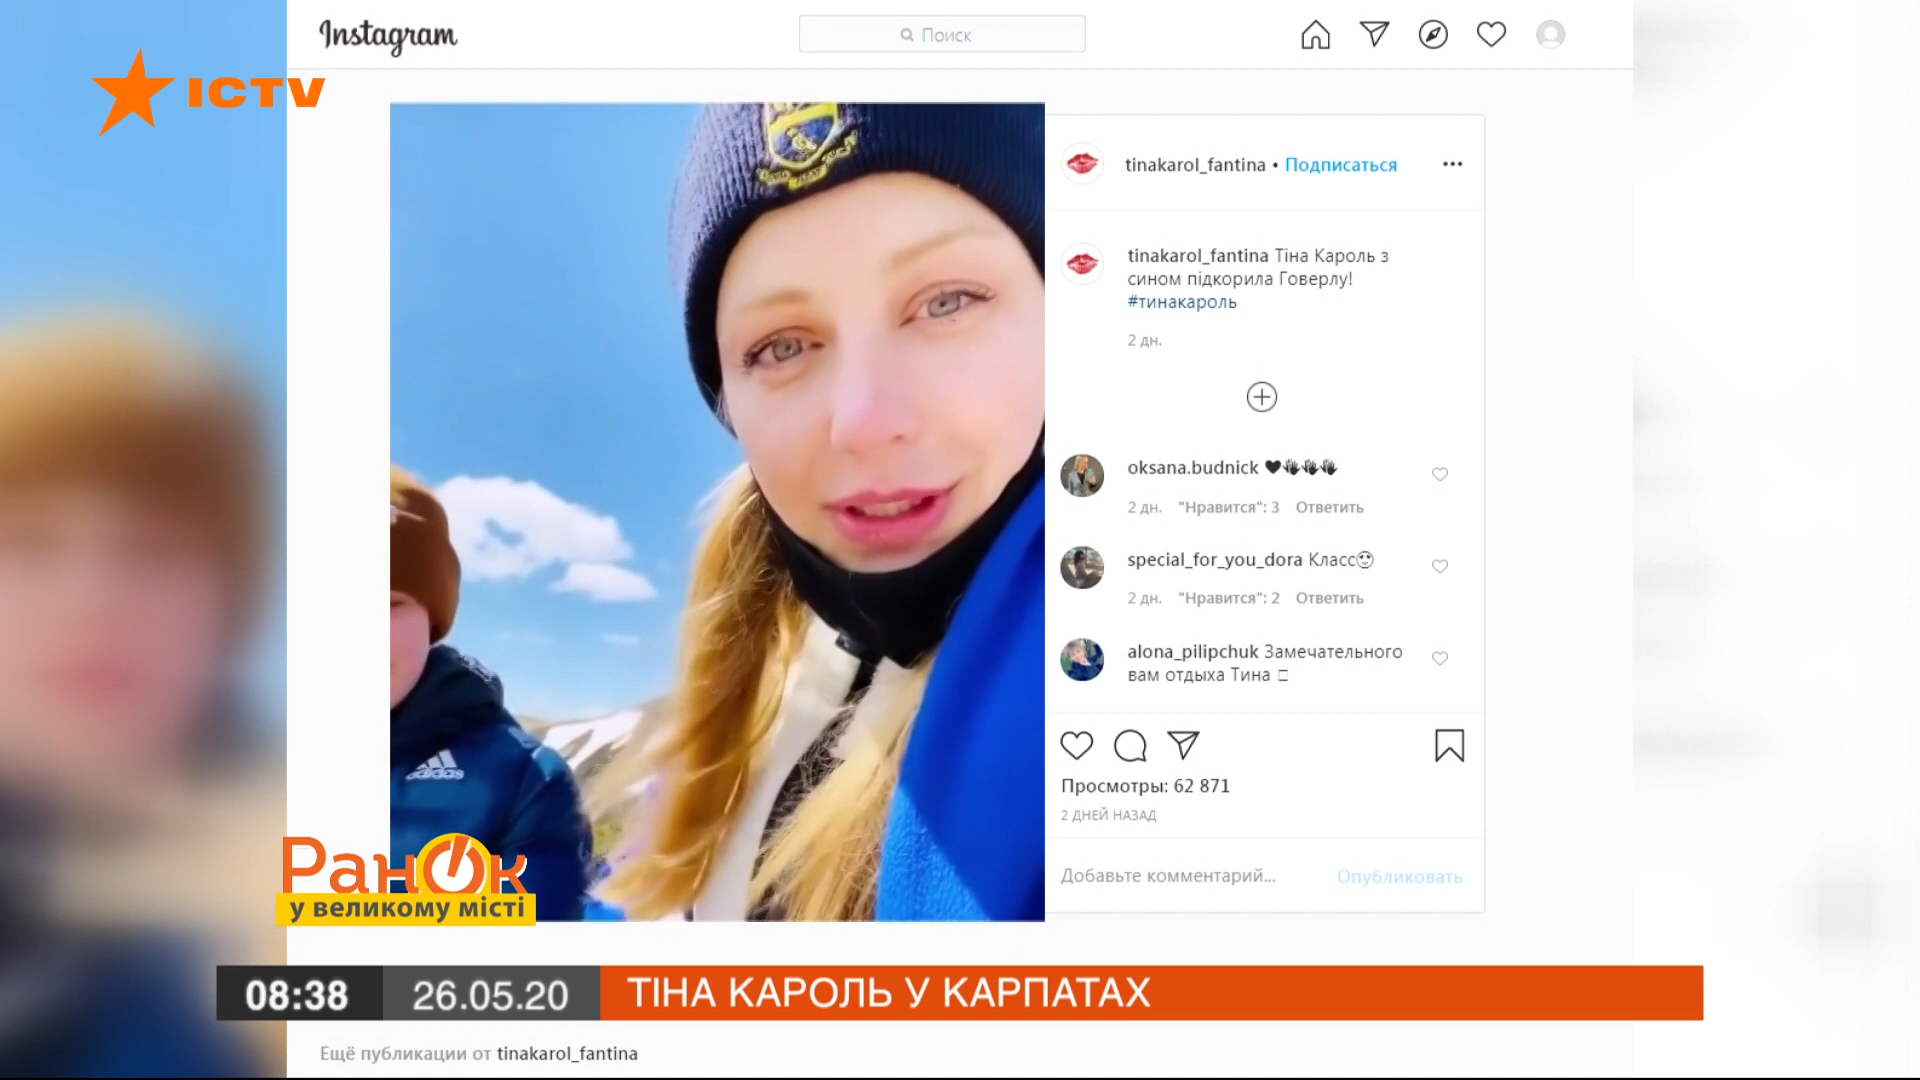 Instagram
Поиск
ICTV
tinakarol_fantina • Подписаться
tinakarol_fantina Тіна Кароль з
сином підкорила Говерлу!
#тинакароль
2 дн.
oksana.budnick
2 дн. "Нравится": 3 Ответить
special_for_you_dora Класс
2 дн. "Нравится": 2 Ответить
alona_pilipchuk Замечательного
вам отдыха Тина
adidas
Просмотры: 62 871
2 ДНЕЙ НАЗАД
Добавьте комментарий... Опубликовать
Ранок
у великому місті
08:38 26.05.20 ТІНА КАРОЛЬ У КАРПАТАХ
Ещё публикации от tinakarol_fantina